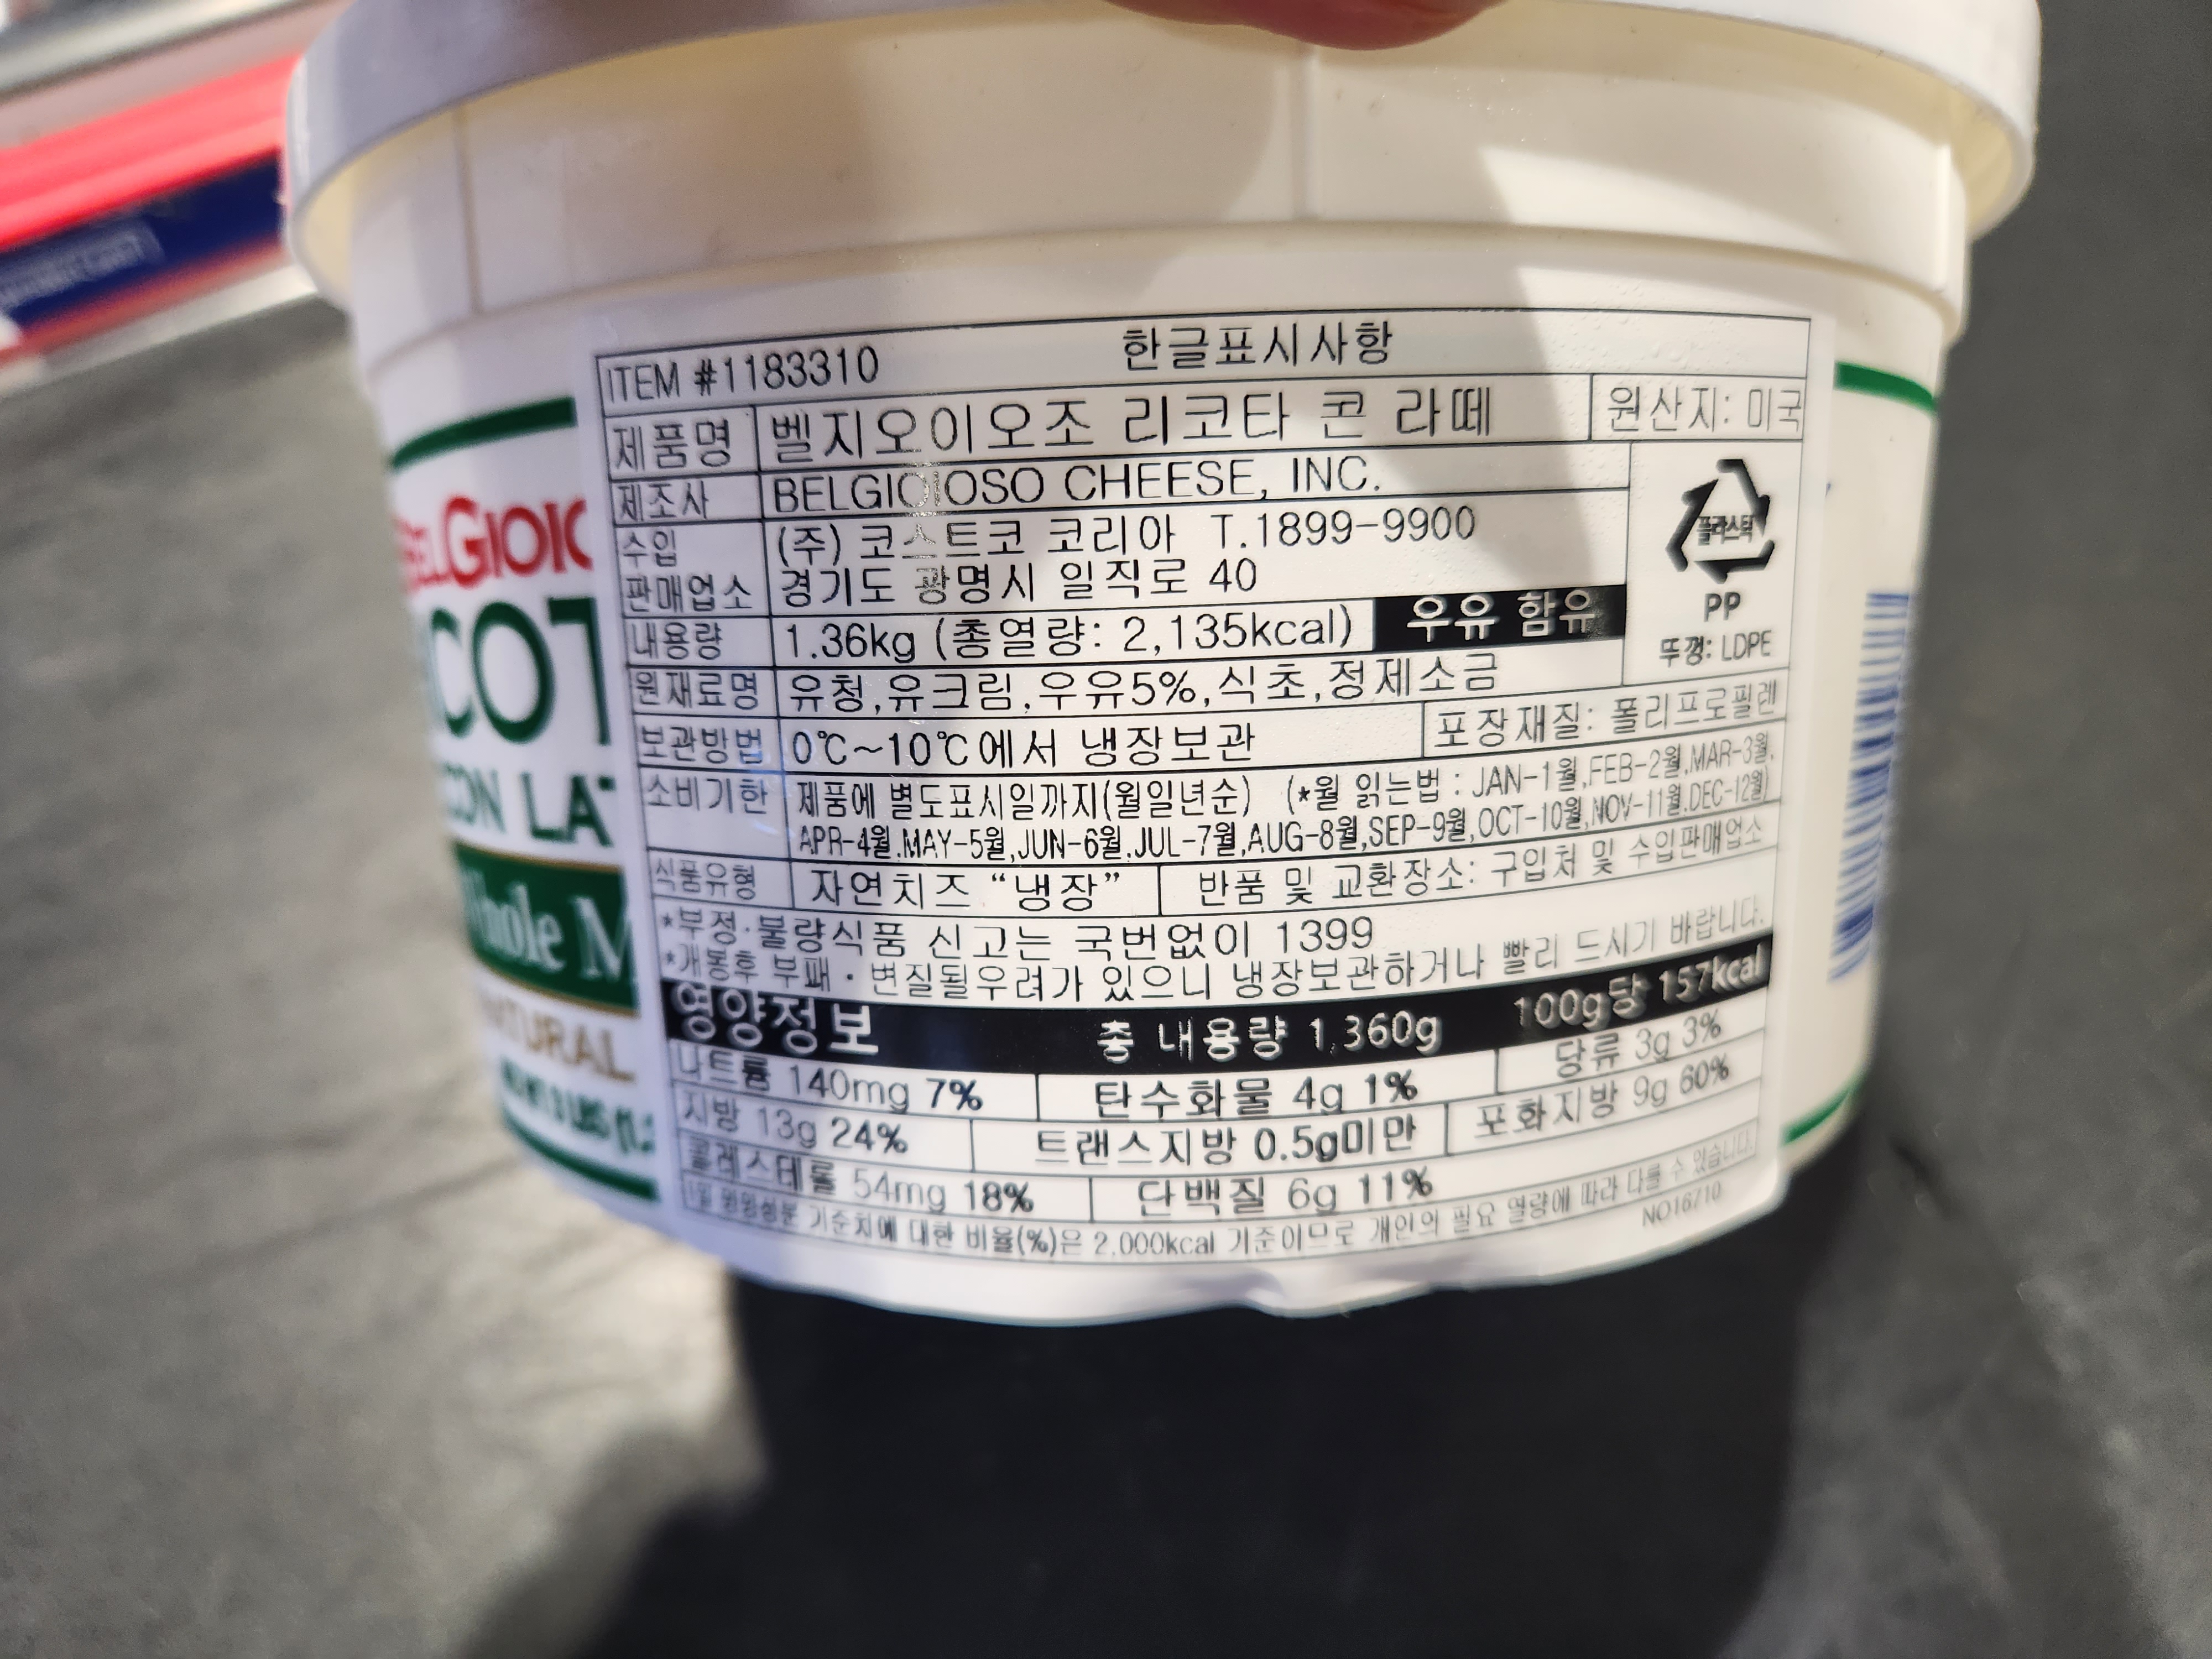 ITEM #1183310 한글표시사항
제품명 벨지오이오조 리코타 콘 라떼 원산지: 미국
제조사 BELGIOIOSO CHEESE, INC.
수입 (주) 코스트코 코리아 T.1899-9900
판매업소 경기도 광명시 일직로 40
플라스틱
PP
뚜껑: LDPE
내용량 1.36kg (총열량: 2,135kcal) 우유 함유
원재료명 유청,유크림,우유5%,식초,정제소금
보관방법 0℃~10℃에서 냉장보관 포장재질: 폴리프로필렌
소비기한 제품에 별도표시일까지(월일년순) (*월 읽는법 : JAN-1월,FEB-2월,MAR-3월,
APR-4월,MAY-5월,JUN-6월,JUL-7월,AUG-8월,SEP-9월,OCT-10월,NOV-11월,DEC-12월)
식품유형 자연치즈 “냉장” 반품 및 교환장소: 구입처 및 수입판매업소
*부정·불량식품 신고는 국번없이 1399
*개봉후 부패·변질될우려가 있으니 냉장보관하거나 빨리 드시기 바랍니다.
영양정보 총 내용량 1,360g 100g당 157kcal
나트륨 140mg 7% 탄수화물 4g 1% 당류 3g 3%
지방 13g 24% 트랜스지방 0.5g미만 포화지방 9g 60%
콜레스테롤 54mg 18% 단백질 6g 11%
1일 영양성분 기준치에 대한 비율(%)은 2,000kcal 기준이므로 개인의 필요 열량에 따라 다를 수 있습니다.
NO16710
BELGIOIO
ICOT
CON LAT
Whole M
NATURAL